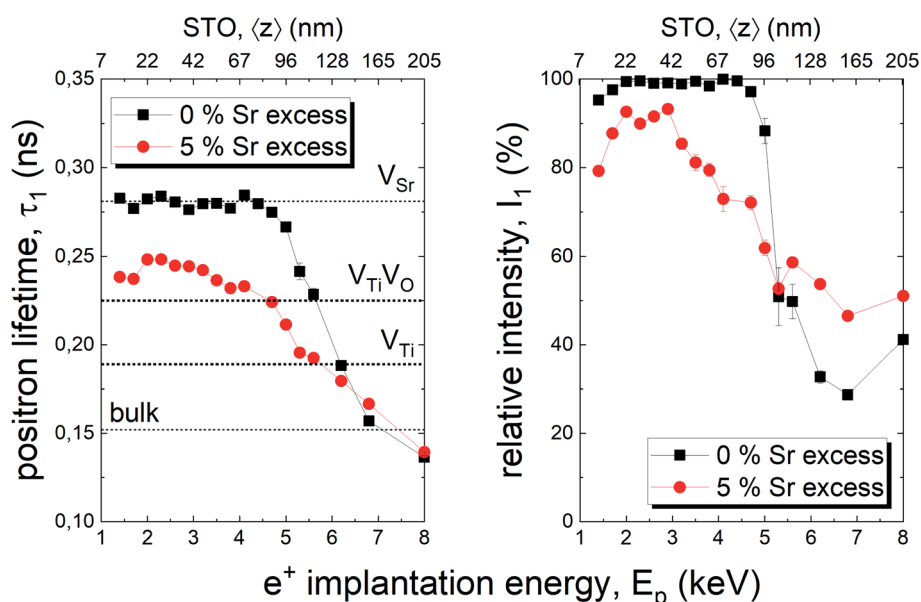 STO, ⟨z⟩ (nm)
7 22 42 67 96 128 165 205
0,35
0,30
0,25
0,20
0,15
0,10
positron lifetime, τ1 (ns)
0 % Sr excess
5 % Sr excess
VSr
VTiVO
VTi
bulk
1 2 3 4 5 6 7 8
STO, ⟨z⟩ (nm)
7 22 42 67 96 128 165 205
100
80
60
40
20
0
relative intensity, I1 (%)
0 % Sr excess
5 % Sr excess
1 2 3 4 5 6 7 8
e+ implantation energy, Ep (keV)